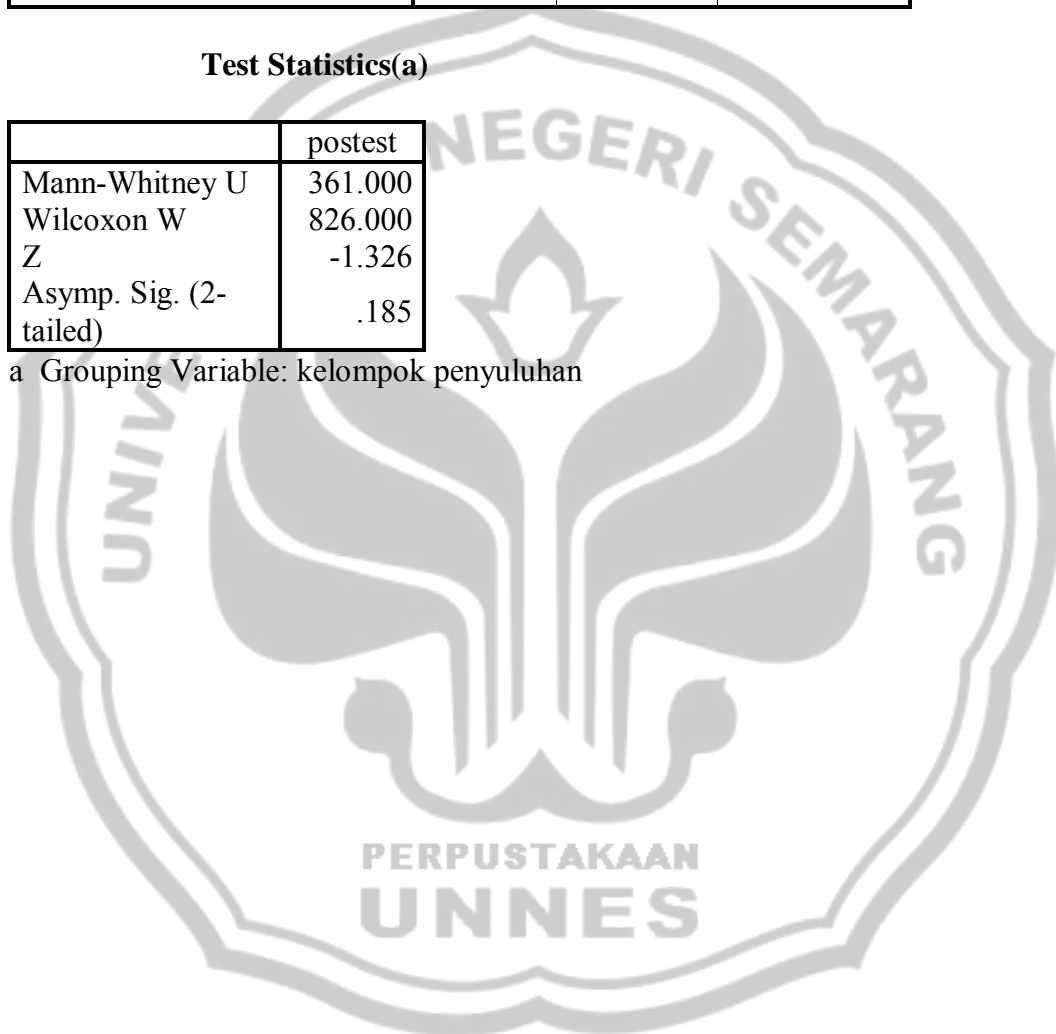 Test Statistics(a)
postest
Mann-Whitney U 361.000
Wilcoxon W 826.000
Z -1.326
Asymp. Sig. (2-
tailed) .185
a Grouping Variable: kelompok penyuluhan
NEGERI SEMARANG
PERPUSTAKAAN
UNNES